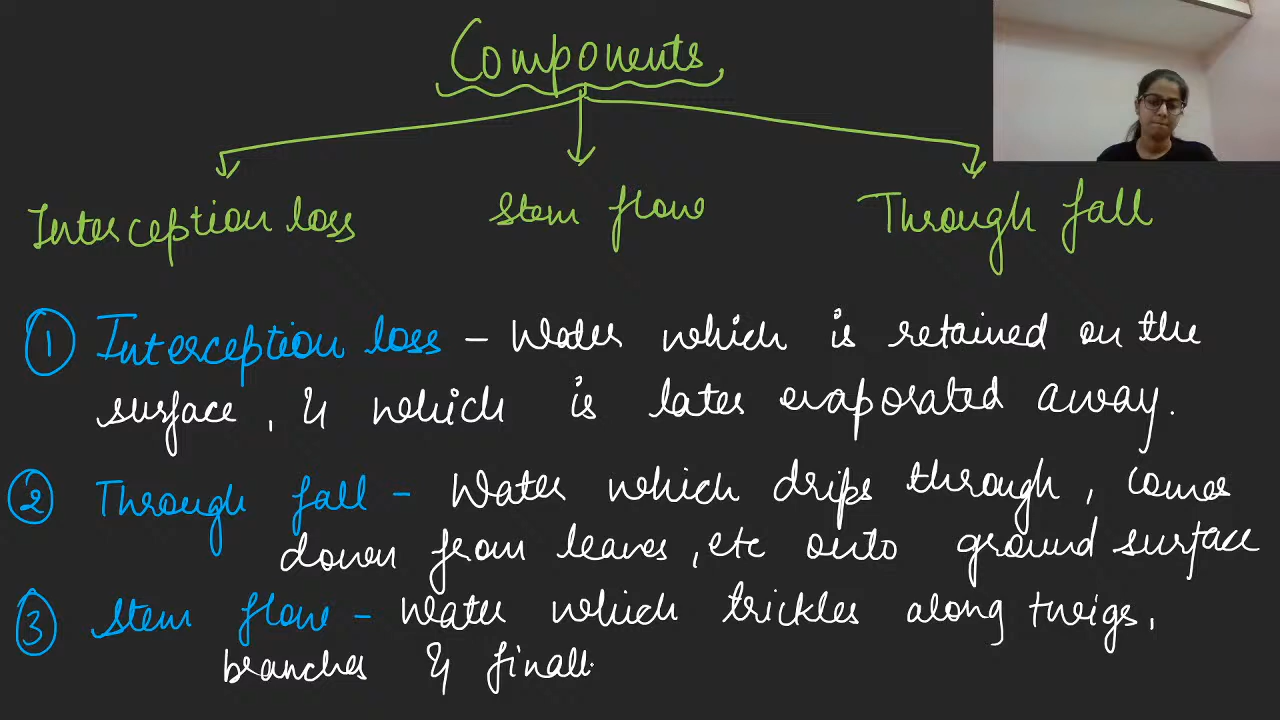 Components
Interception loss
Stem flow
Through fall
1 Interception loss - Water which is retained on the
surface, & which is later evaporated away.
2 Through fall - Water which drips through, comes
down from leaves, etc onto ground surface
3 Stem flow - Water which trickles along twigs,
branches & finall